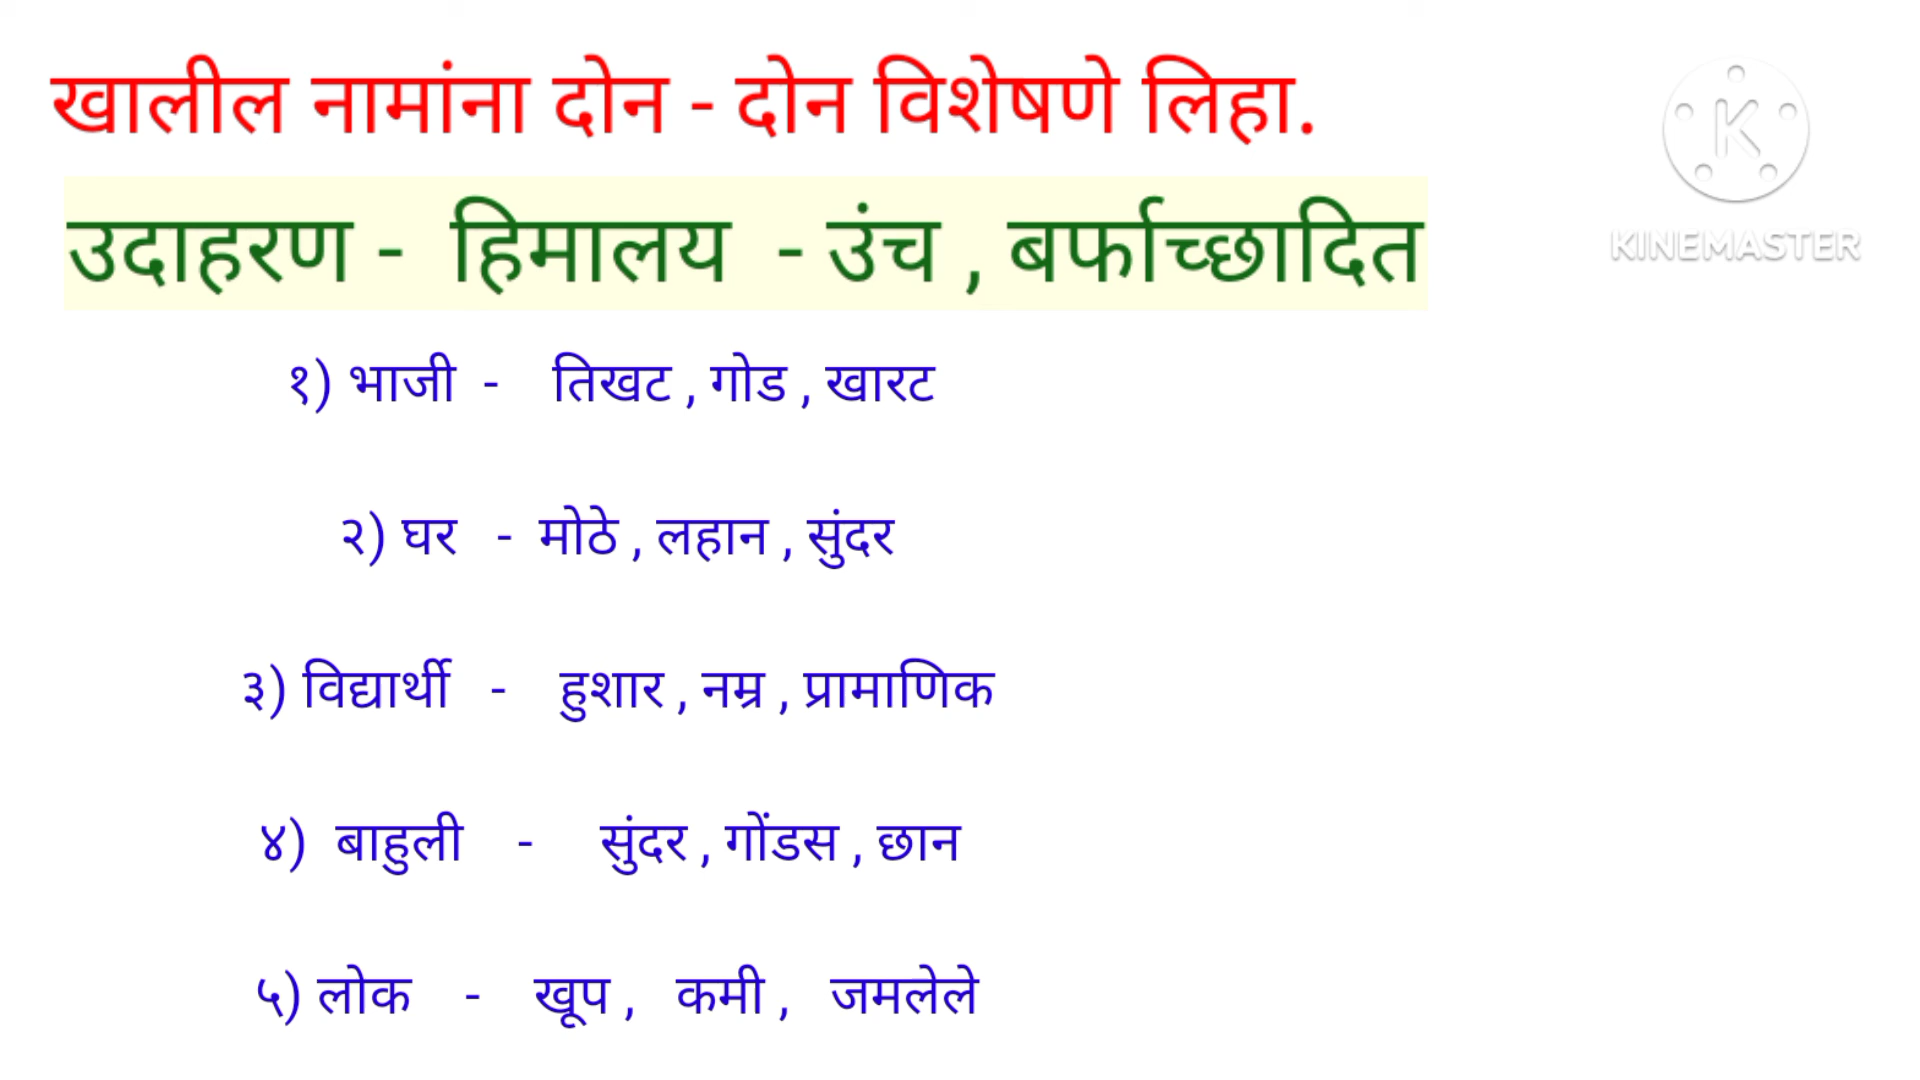 खालील नामांना दोन - दोन विशेषणे लिहा.
उदाहरण - हिमालय - उंच , बर्फाच्छादित
१) भाजी - तिखट , गोड , खारट
२) घर - मोठे , लहान , सुंदर
३) विद्यार्थी - हुशार , नम्र , प्रामाणिक
४) बाहुली - सुंदर , गोंडस , छान
५) लोक - खूप , कमी , जमलेले
K
KINEMASTER